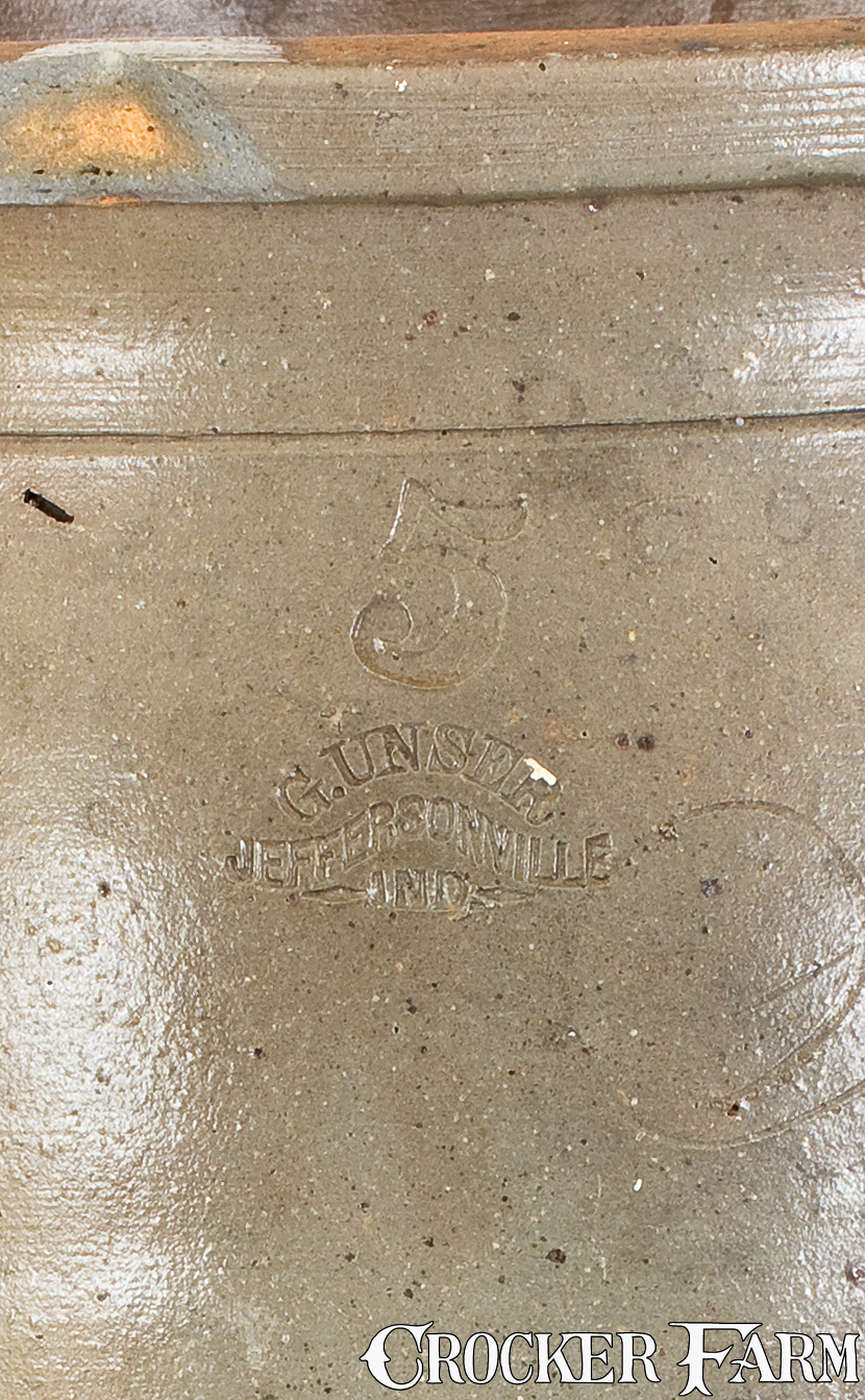 5
G. UNSER
JEFFERSONVILLE
IND
CROCKER FARM